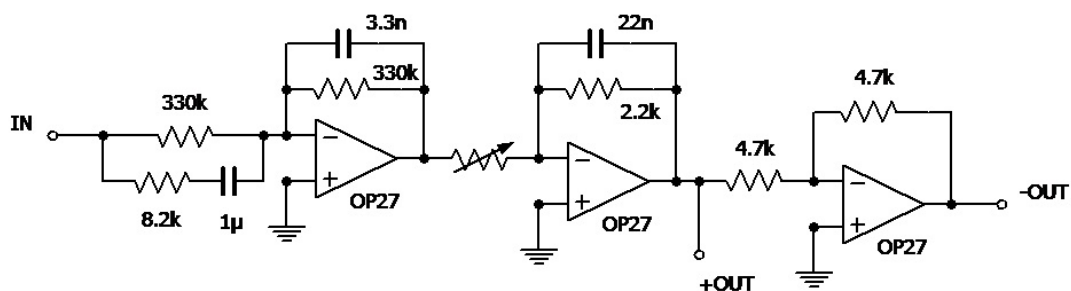 3.3n
22n
330k
4.7k
330k
2.2k
IN
4.7k
−
−
−
+
+
+
-OUT
8.2k
1µ
OP27
OP27
OP27
+OUT